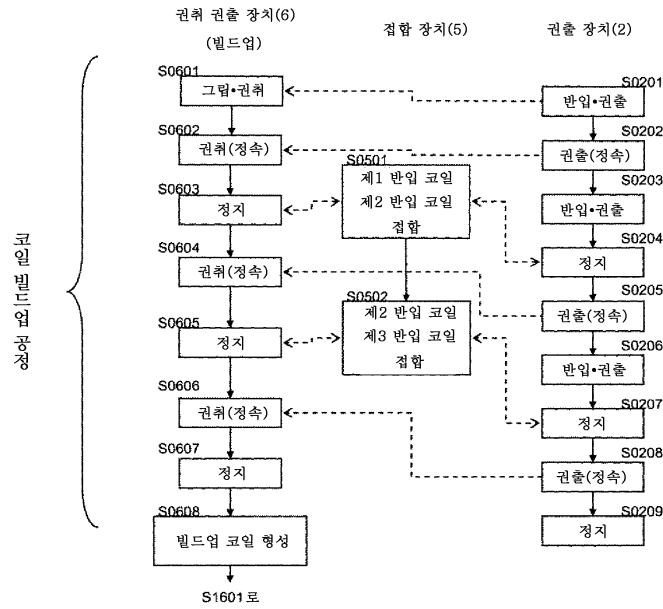 권취 권출 장치(6)
(빌드업)
접합 장치(5)
권출 장치(2)
코일 빌드업 공정
S0601
그립•권취
S0602
권취(정속)
S0603
정지
S0604
권취(정속)
S0605
정지
S0606
권취(정속)
S0607
정지
S0608
빌드업 코일 형성
S1601로
S0501
제1 반입 코일
제2 반입 코일
접합
S0502
제2 반입 코일
제3 반입 코일
접합
S0201
반입•권출
S0202
권출(정속)
S0203
반입•권출
S0204
정지
S0205
권출(정속)
S0206
반입•권출
S0207
정지
S0208
권출(정속)
S0209
정지